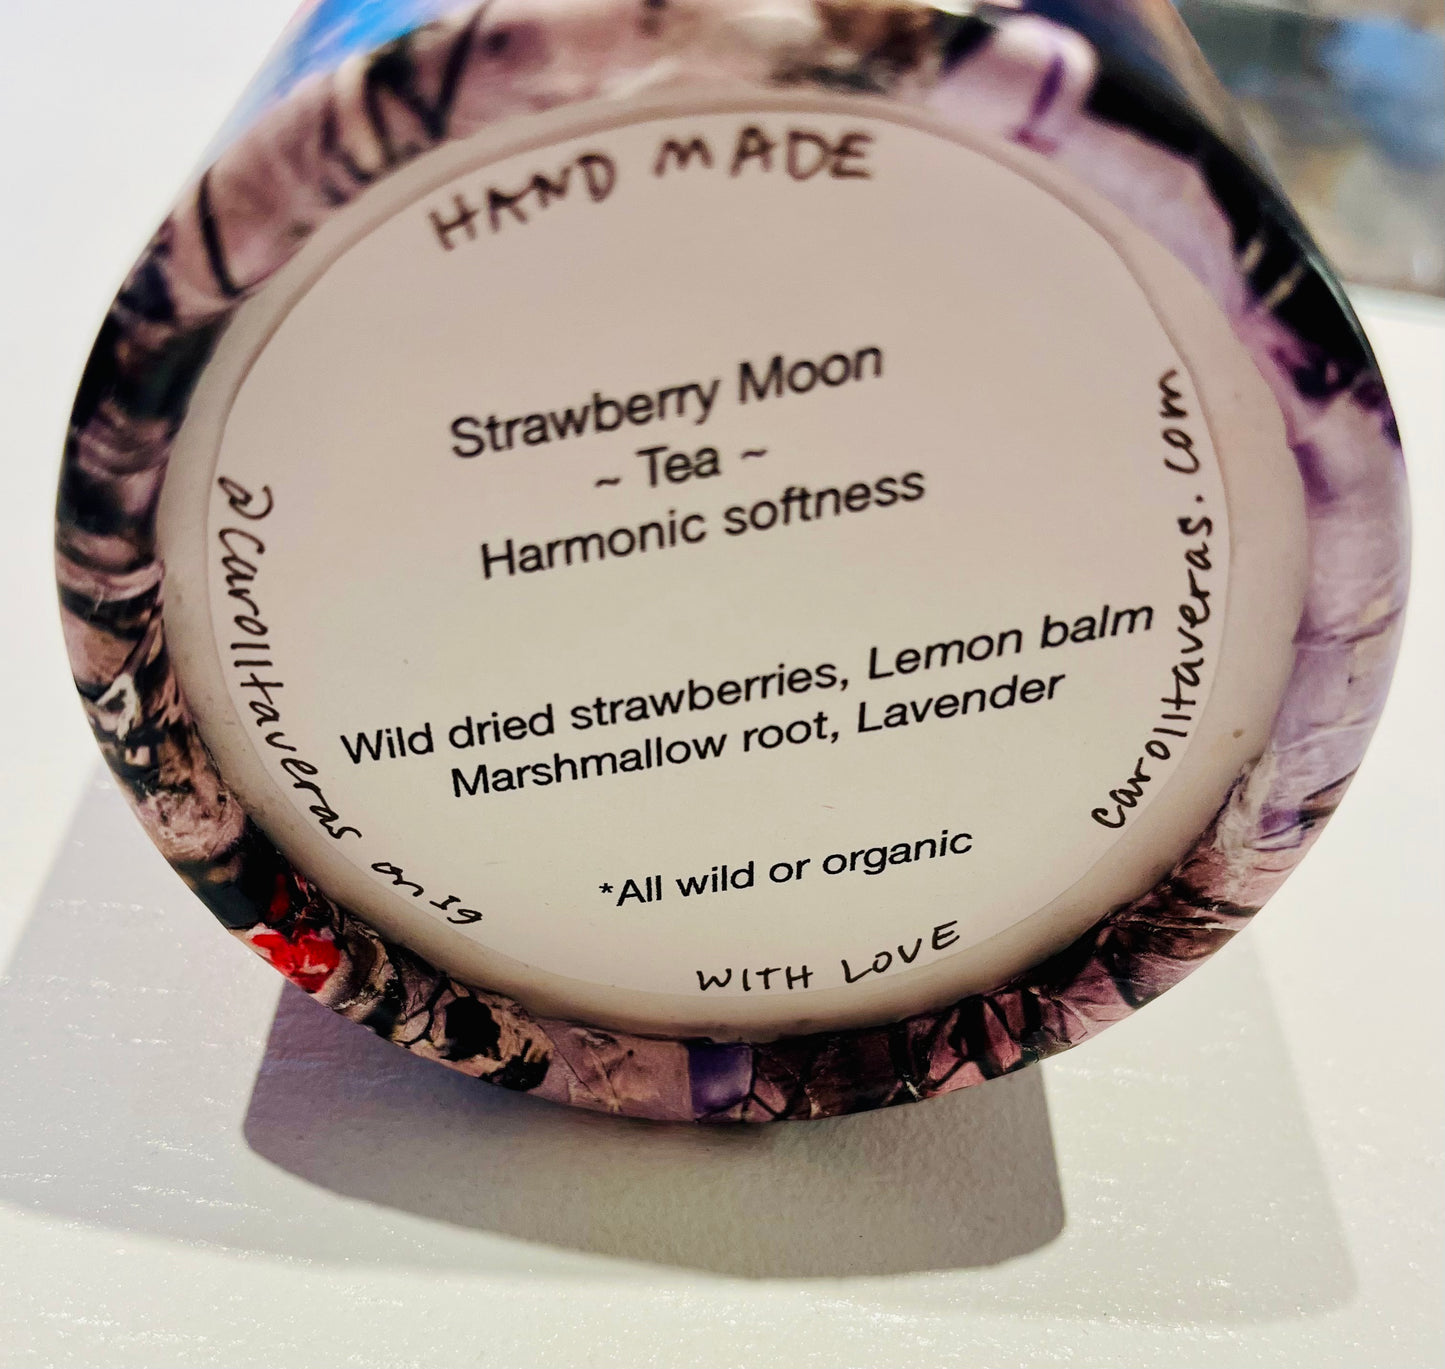 HAND MADE
Strawberry Moon
~ Tea ~
Harmonic softness
Wild dried strawberries, Lemon balm
Marshmallow root, Lavender
*All wild or organic
WITH LOVE
@carolltaveras on IG
carolltaveras.com